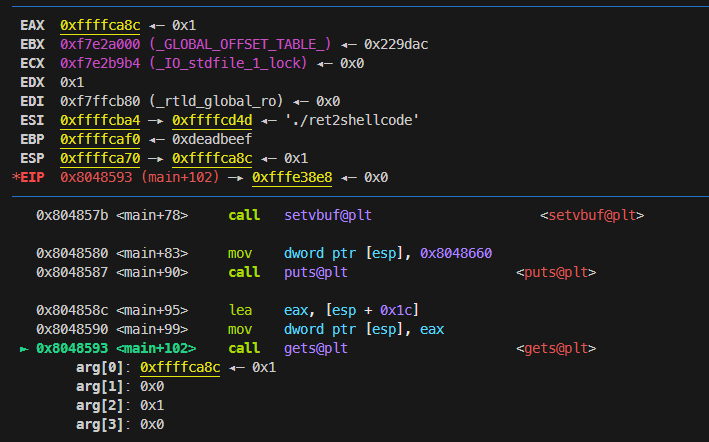 EAX 0xffffca8c ◂— 0x1
EBX 0xf7e2a000 (_GLOBAL_OFFSET_TABLE_) ◂— 0x229dac
ECX 0xf7e2b9b4 (_IO_stdfile_1_lock) ◂— 0x0
EDX 0x1
EDI 0xf7ffcb80 (_rtld_global_ro) ◂— 0x0
ESI 0xffffcba4 —▸ 0xffffcd4d ◂— './ret2shellcode'
EBP 0xffffcaf0 ◂— 0xdeadbeef
ESP 0xffffca70 —▸ 0xffffca8c ◂— 0x1
*EIP 0x8048593 (main+102) —▸ 0xfffe38e8 ◂— 0x0
0x804857b <main+78> call setvbuf@plt <setvbuf@plt>
0x8048580 <main+83> mov dword ptr [esp], 0x8048660
0x8048587 <main+90> call puts@plt <puts@plt>
0x804858c <main+95> lea eax, [esp + 0x1c]
0x8048590 <main+99> mov dword ptr [esp], eax
► 0x8048593 <main+102> call gets@plt <gets@plt>
arg[0]: 0xffffca8c ◂— 0x1
arg[1]: 0x0
arg[2]: 0x1
arg[3]: 0x0